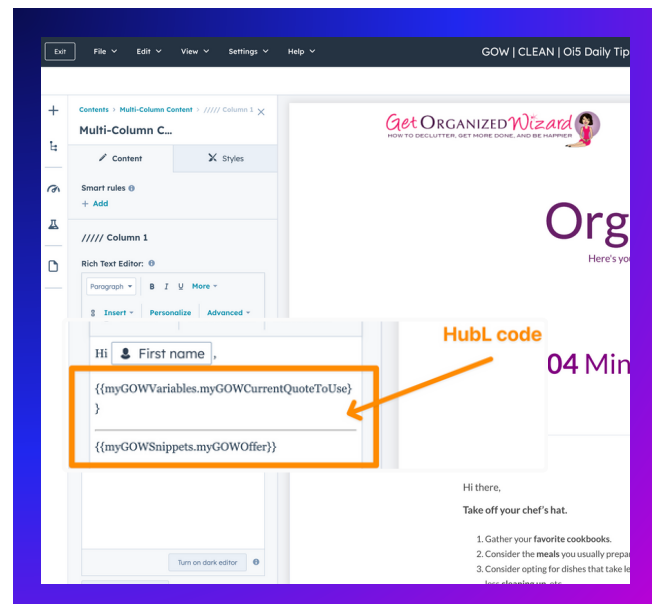 Exit File Edit View Settings Help GOW | CLEAN | Oi5 Daily Tip
Contents > Multi-Column Content > ///// Column 1
Multi-Column C...
Content Styles
Smart rules
+ Add
///// Column 1
Rich Text Editor:
Paragraph B I U More
Insert Personalize Advanced
Hi First name ,
{{myGOWVariables.myGOWCurrentQuoteToUse}
}
{{myGOWSnippets.myGOWOffer}}
Turn on dark editor
HubL code
Get ORGANIZED Wizard
HOW TO DECLUTTER, GET MORE DONE, AND BE HAPPIER
Org
Here's yo
04 Min
Hi there,
Take off your chef's hat.
1. Gather your favorite cookbooks.
2. Consider the meals you usually prepa
3. Consider opting for dishes that take le
less cleaning up, etc.